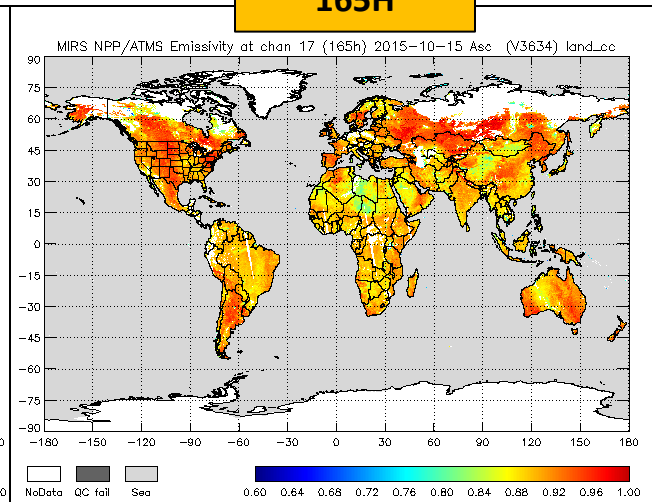 165H
MIRS NPP/ATMS Emissivity at chan 17 (165h) 2015-10-15 Asc (V3634) land_cc
90
75
60
45
30
15
0
-15
-30
-45
-60
-75
-90
-180 -150 -120 -90 -60 -30 0 30 60 90 120 150 180
NoData QC fail Sea
0.60 0.64 0.68 0.72 0.76 0.80 0.84 0.88 0.92 0.96 1.00